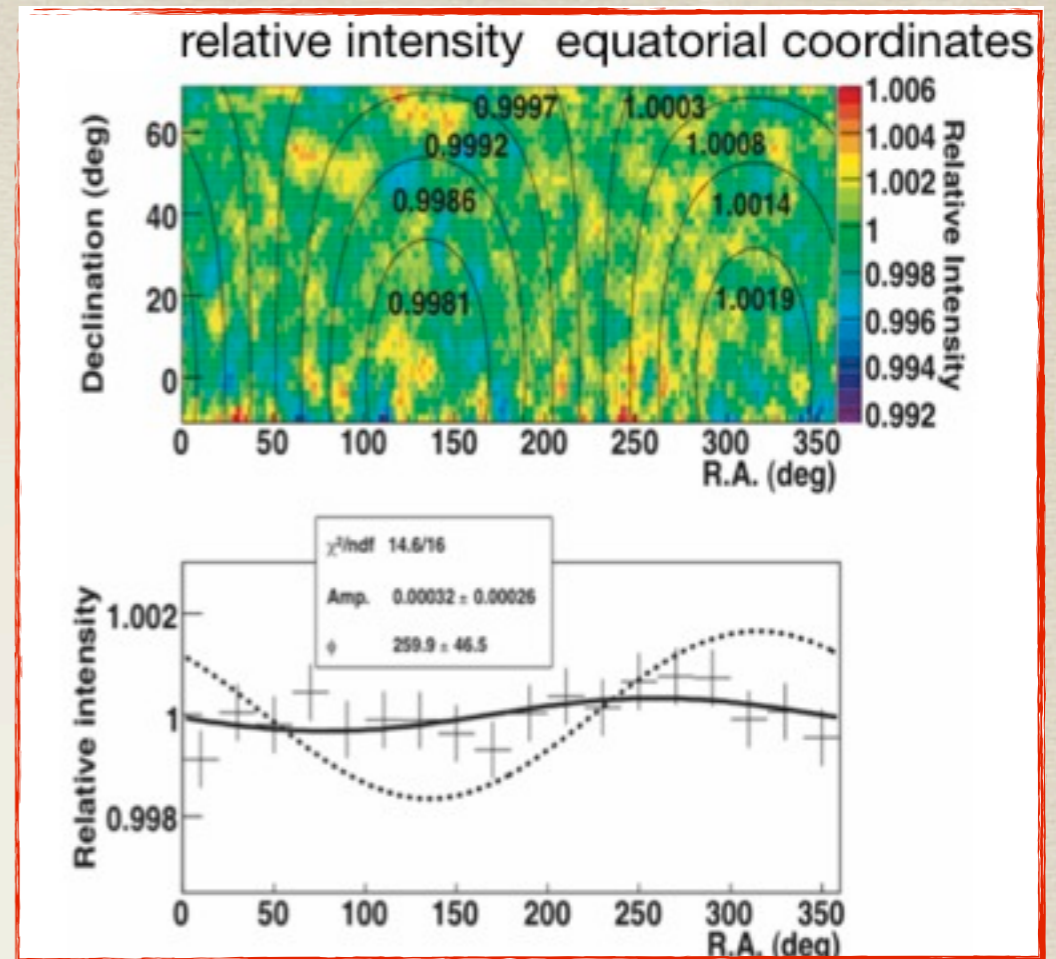 relative intensity equatorial coordinates
Declination (deg)
60
40
20
0
0.9997
1.0003
0.9992
1.0008
0.9986
1.0014
0.9981
1.0019
1.006
1.004
1.002
1
0.998
0.996
0.994
0.992
Relative Intensity
0 50 100 150 200 250 300 350
R.A. (deg)
χ²/ndf 14.6/16
Amp. 0.00032 ± 0.00026
ϕ 259.9 ± 46.5
Relative intensity
1.002
1
0.998
0 50 100 150 200 250 300 350
R.A. (deg)